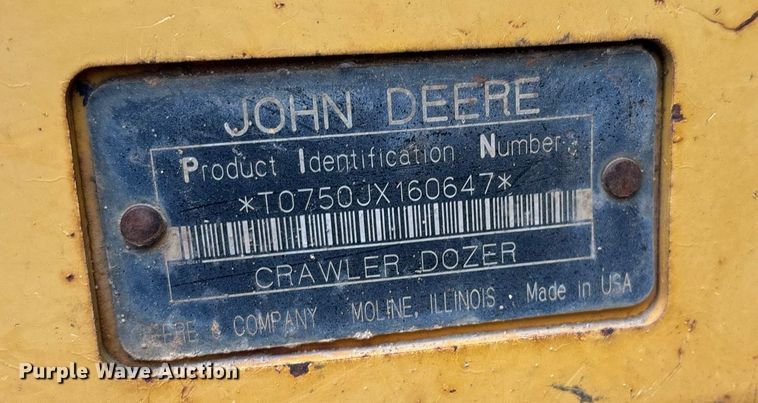 JOHN DEERE
Product Identification Number
*T0750JX160647*
CRAWLER DOZER
DEERE & COMPANY MOLINE, ILLINOIS. Made in USA
Purple Wave Auction